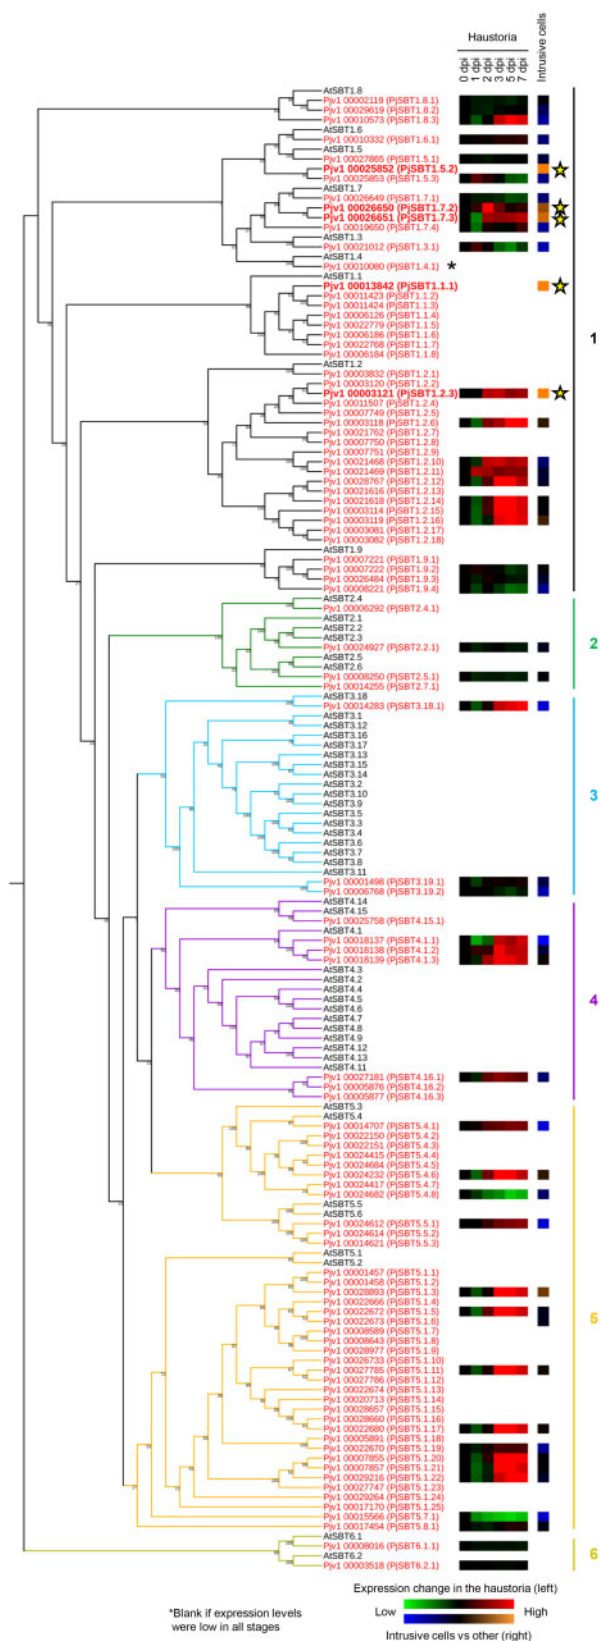 Haustoria
0 dpi
1 dpi
2 dpi
3 dpi
5 dpi
7 dpi
Intrusive cells
AtSBT1.8
Pjv1 00002119 (PjSBT1.8.1)
Pjv1 00029619 (PjSBT1.8.2)
Pjv1 00010573 (PjSBT1.8.3)
AtSBT1.6
Pjv1 00010332 (PjSBT1.6.1)
AtSBT1.5
Pjv1 00027865 (PjSBT1.5.1)
Pjv1 00025852 (PjSBT1.5.2)
Pjv1 00025853 (PjSBT1.5.3)
AtSBT1.7
Pjv1 00026649 (PjSBT1.7.1)
Pjv1 00026650 (PjSBT1.7.2)
Pjv1 00026651 (PjSBT1.7.3)
Pjv1 00019650 (PjSBT1.7.4)
AtSBT1.3
Pjv1 00021012 (PjSBT1.3.1)
AtSBT1.4
Pjv1 00010080 (PjSBT1.4.1) *
AtSBT1.1
Pjv1 00013842 (PjSBT1.1.1)
Pjv1 00011423 (PjSBT1.1.2)
Pjv1 00011424 (PjSBT1.1.3)
Pjv1 00006126 (PjSBT1.1.4)
Pjv1 00022779 (PjSBT1.1.5)
Pjv1 00006186 (PjSBT1.1.6)
Pjv1 00022768 (PjSBT1.1.7)
Pjv1 00006184 (PjSBT1.1.8)
1
AtSBT1.2
Pjv1 00003832 (PjSBT1.2.1)
Pjv1 00003120 (PjSBT1.2.2)
Pjv1 00003121 (PjSBT1.2.3)
Pjv1 00011507 (PjSBT1.2.4)
Pjv1 00007749 (PjSBT1.2.5)
Pjv1 00003118 (PjSBT1.2.6)
Pjv1 00021762 (PjSBT1.2.7)
Pjv1 00007750 (PjSBT1.2.8)
Pjv1 00007751 (PjSBT1.2.9)
Pjv1 00021468 (PjSBT1.2.10)
Pjv1 00021469 (PjSBT1.2.11)
Pjv1 00028767 (PjSBT1.2.12)
Pjv1 00021616 (PjSBT1.2.13)
Pjv1 00021618 (PjSBT1.2.14)
Pjv1 00003114 (PjSBT1.2.15)
Pjv1 00003119 (PjSBT1.2.16)
Pjv1 00003081 (PjSBT1.2.17)
Pjv1 00003082 (PjSBT1.2.18)
AtSBT1.9
Pjv1 00007221 (PjSBT1.9.1)
Pjv1 00007222 (PjSBT1.9.2)
Pjv1 00026484 (PjSBT1.9.3)
Pjv1 00008221 (PjSBT1.9.4)
AtSBT2.4
Pjv1 00006292 (PjSBT2.4.1)
AtSBT2.1
AtSBT2.2
AtSBT2.3
2
Pjv1 00024927 (PjSBT2.2.1)
AtSBT2.5
AtSBT2.6
Pjv1 00008250 (PjSBT2.5.1)
Pjv1 00014255 (PjSBT2.7.1)
AtSBT3.18
Pjv1 00014283 (PjSBT3.18.1)
AtSBT3.1
AtSBT3.12
AtSBT3.16
AtSBT3.17
AtSBT3.13
AtSBT3.15
AtSBT3.14
AtSBT3.2
AtSBT3.10
3
AtSBT3.9
AtSBT3.5
AtSBT3.3
AtSBT3.4
AtSBT3.6
AtSBT3.7
AtSBT3.8
AtSBT3.11
Pjv1 00001498 (PjSBT3.19.1)
Pjv1 00006768 (PjSBT3.19.2)
AtSBT4.14
AtSBT4.15
Pjv1 00025758 (PjSBT4.15.1)
AtSBT4.1
Pjv1 00018137 (PjSBT4.1.1)
Pjv1 00018138 (PjSBT4.1.2)
Pjv1 00018139 (PjSBT4.1.3)
AtSBT4.3
AtSBT4.2
AtSBT4.4
AtSBT4.5
4
AtSBT4.6
AtSBT4.7
AtSBT4.8
AtSBT4.9
AtSBT4.12
AtSBT4.13
AtSBT4.11
Pjv1 00027181 (PjSBT4.16.1)
Pjv1 00005876 (PjSBT4.16.2)
Pjv1 00005877 (PjSBT4.16.3)
AtSBT5.3
AtSBT5.4
Pjv1 00014707 (PjSBT5.4.1)
Pjv1 00022150 (PjSBT5.4.2)
Pjv1 00022151 (PjSBT5.4.3)
Pjv1 00024415 (PjSBT5.4.4)
Pjv1 00024684 (PjSBT5.4.5)
Pjv1 00024232 (PjSBT5.4.6)
Pjv1 00024417 (PjSBT5.4.7)
Pjv1 00024682 (PjSBT5.4.8)
AtSBT5.5
AtSBT5.6
Pjv1 00024612 (PjSBT5.5.1)
Pjv1 00024614 (PjSBT5.5.2)
Pjv1 00014621 (PjSBT5.5.3)
AtSBT5.1
AtSBT5.2
Pjv1 00001457 (PjSBT5.1.1)
Pjv1 00001458 (PjSBT5.1.2)
Pjv1 00028893 (PjSBT5.1.3)
Pjv1 00022666 (PjSBT5.1.4)
Pjv1 00022672 (PjSBT5.1.5)
5
Pjv1 00022673 (PjSBT5.1.6)
Pjv1 00008589 (PjSBT5.1.7)
Pjv1 00008643 (PjSBT5.1.8)
Pjv1 00028977 (PjSBT5.1.9)
Pjv1 00026733 (PjSBT5.1.10)
Pjv1 00027785 (PjSBT5.1.11)
Pjv1 00027786 (PjSBT5.1.12)
Pjv1 00022674 (PjSBT5.1.13)
Pjv1 00020713 (PjSBT5.1.14)
Pjv1 00028657 (PjSBT5.1.15)
Pjv1 00028660 (PjSBT5.1.16)
Pjv1 00022680 (PjSBT5.1.17)
Pjv1 00005891 (PjSBT5.1.18)
Pjv1 00022670 (PjSBT5.1.19)
Pjv1 00007855 (PjSBT5.1.20)
Pjv1 00007857 (PjSBT5.1.21)
Pjv1 00029216 (PjSBT5.1.22)
Pjv1 00027747 (PjSBT5.1.23)
Pjv1 00029264 (PjSBT5.1.24)
Pjv1 00017170 (PjSBT5.1.25)
Pjv1 00015566 (PjSBT5.7.1)
Pjv1 00017454 (PjSBT5.8.1)
AtSBT6.1
Pjv1 00008016 (PjSBT6.1.1)
AtSBT6.2
6
Pjv1 00003518 (PjSBT6.2.1)
Expression change in the haustoria (left)
Low High
Intrusive cells vs other (right)
*Blank if expression levels
were low in all stages